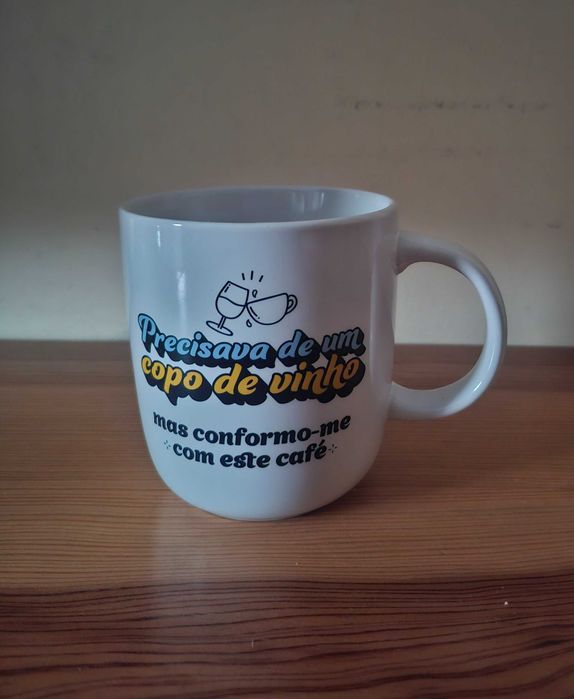 Precisava de um
copo de vinho
mas conformo-me
com este café